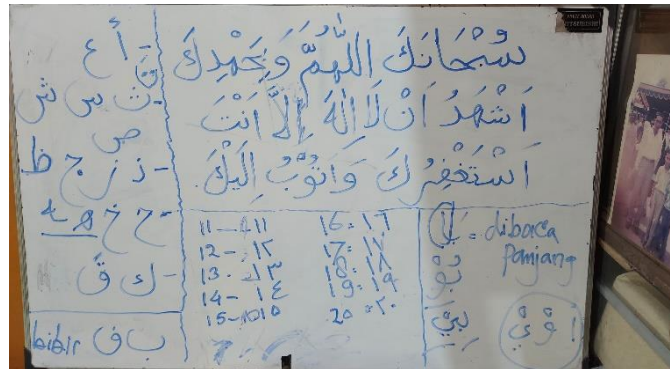 سُبْحَانَكَ اللّٰهُمَّ وَبِحَمْدِكَ
اَشْهَدُ اَنْ لَا اِلٰهَ اِلَّا اَنْتَ
اَسْتَغْفِرُكَ وَاَتُوْبُ اِلَيْكَ
- أ ع
- ث س ش
ص
- ذ ز ج ظ
- ح خ ه
- ك ق
ب ف bibir
11 - ١١
12 - ١٢
13 - ١٣
14 - ١٤
15 - ١٥
16 : ١٦
17 : ١٧
18 : ١٨
19 : ١٩
20 = ٢٠
بَا = dibaca
panjang
بُوْ
بِيْ
ا وْ يْ